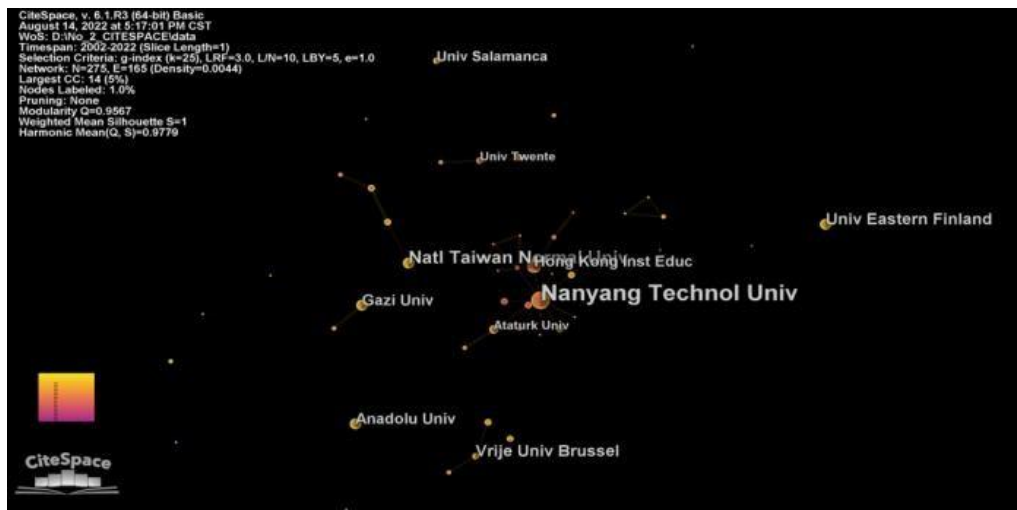 CiteSpace, v. 6.1.R3 (64-bit) Basic
August 14, 2022 at 5:17:01 PM CST
WoS: D:\No_2_CITESPACE\data
Timespan: 2002-2022 (Slice Length=1)
Selection Criteria: g-index (k=25), LRF=3.0, L/N=10, LBY=5, e=1.0
Network: N=275, E=165 (Density=0.0044)
Largest CC: 14 (5%)
Nodes Labeled: 1.0%
Pruning: None
Modularity Q=0.9567
Weighted Mean Silhouette S=1
Harmonic Mean(Q, S)=0.9779
Univ Salamanca
Univ Twente
Univ Eastern Finland
Natl Taiwan Normal Univ
Hong Kong Inst Educ
Nanyang Technol Univ
Gazi Univ
Ataturk Univ
Anadolu Univ
Vrije Univ Brussel
CiteSpace